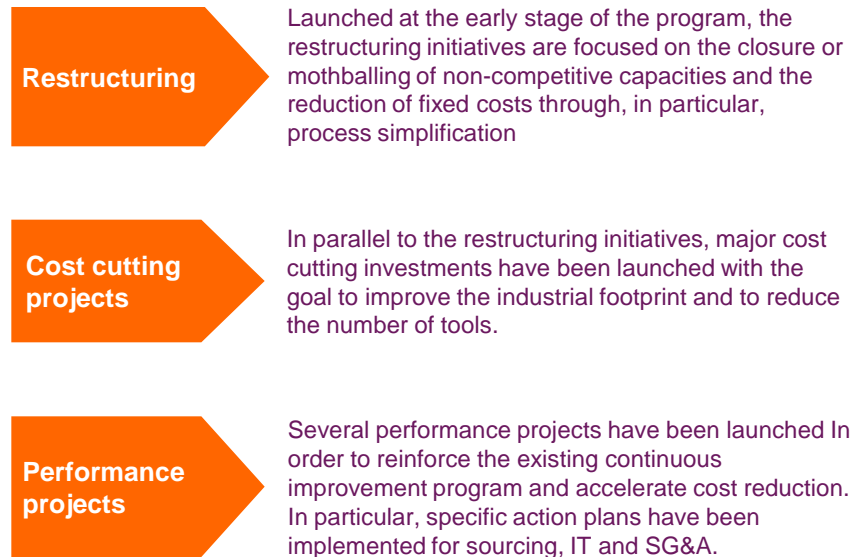 Restructuring
Launched at the early stage of the program, the
restructuring initiatives are focused on the closure or
mothballing of non-competitive capacities and the
reduction of fixed costs through, in particular,
process simplification
Cost cutting
projects
In parallel to the restructuring initiatives, major cost
cutting investments have been launched with the
goal to improve the industrial footprint and to reduce
the number of tools.
Performance
projects
Several performance projects have been launched In
order to reinforce the existing continuous
improvement program and accelerate cost reduction.
In particular, specific action plans have been
implemented for sourcing, IT and SG&A.